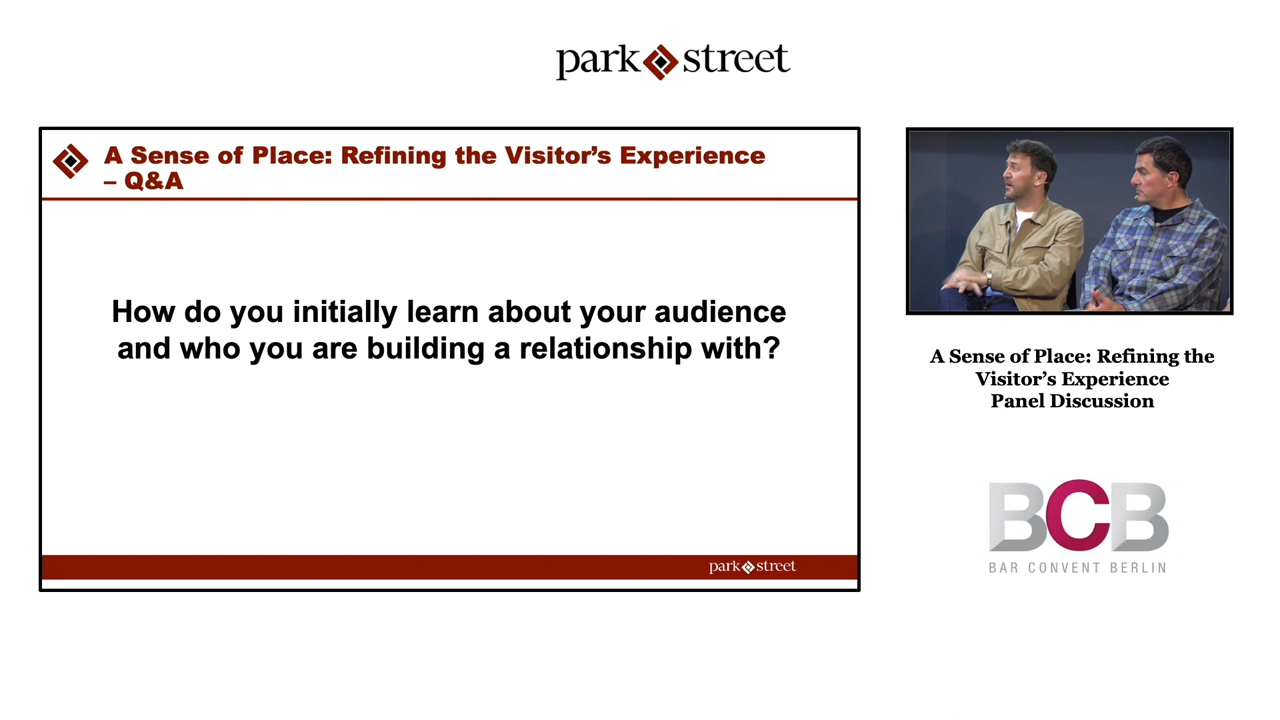 park street
A Sense of Place: Refining the Visitor’s Experience
– Q&A
How do you initially learn about your audience
and who you are building a relationship with?
park street
A Sense of Place: Refining the
Visitor’s Experience
Panel Discussion
BCB
BAR CONVENT BERLIN